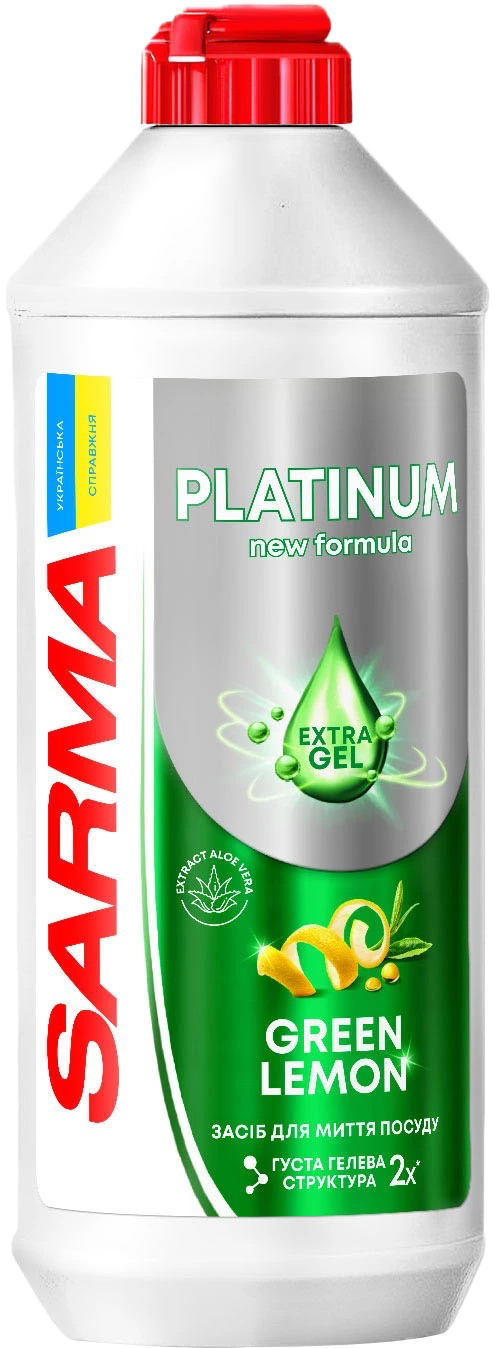 УКРАЇНСЬКА
СПРАВЖНЯ
SARMA
PLATINUM
new formula
EXTRA
GEL
EXTRACT ALOE VERA
GREEN
LEMON
ЗАСІБ ДЛЯ МИТТЯ ПОСУДУ
ГУСТА ГЕЛЕВА
СТРУКТУРА 2x*